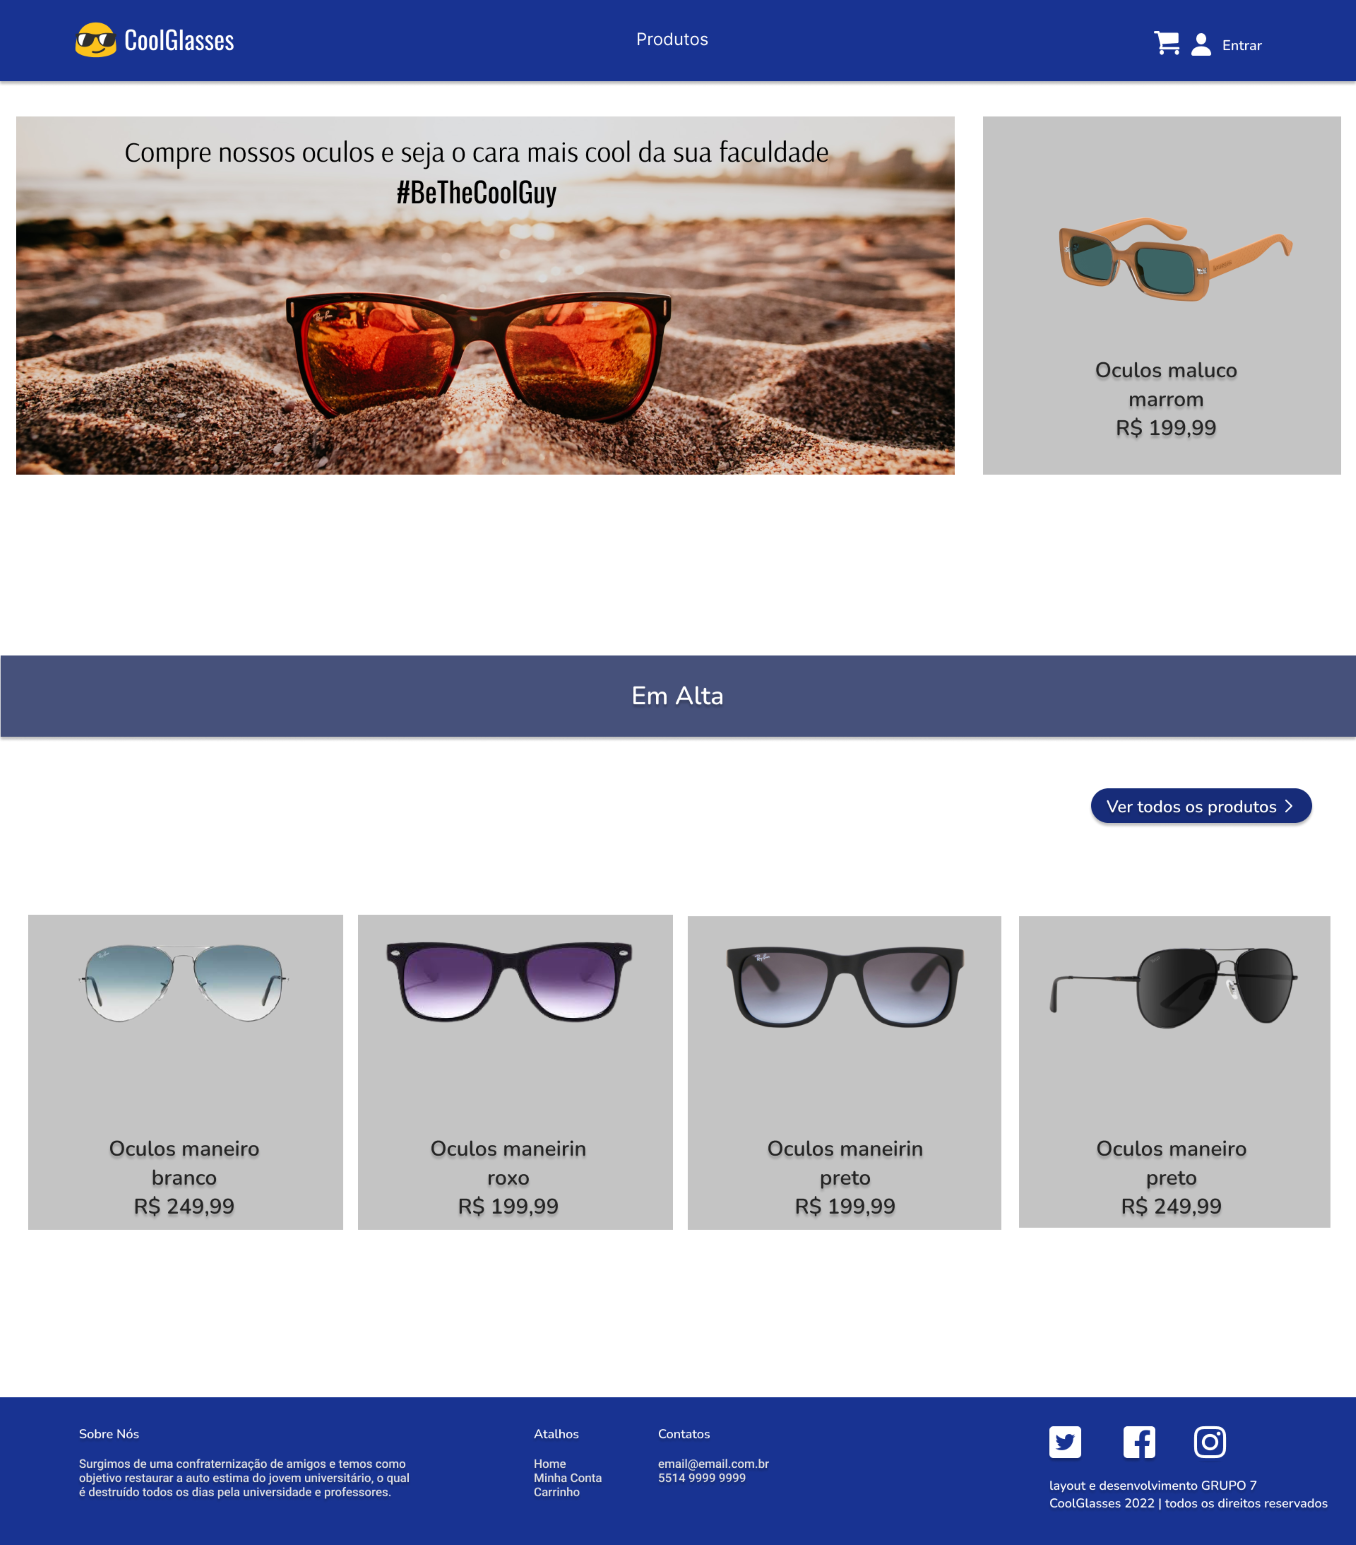 CoolGlasses
Produtos
Entrar
Compre nossos oculos e seja o cara mais cool da sua faculdade
#BeTheCoolGuy
Ray-Ban
Oculos maluco
marrom
R$ 199,99
Em Alta
Ver todos os produtos
Oculos maneiro
branco
R$ 249,99
Oculos maneirin
roxo
R$ 199,99
Ray-Ban
Oculos maneirin
preto
R$ 199,99
Oculos maneiro
preto
R$ 249,99
Sobre Nós
Surgimos de uma confraternização de amigos e temos como
objetivo restaurar a auto estima do jovem universitário, o qual
é destruído todos os dias pela universidade e professores.
Atalhos
Home
Minha Conta
Carrinho
Contatos
email@email.com.br
5514 9999 9999
layout e desenvolvimento GRUPO 7
CoolGlasses 2022 | todos os direitos reservados